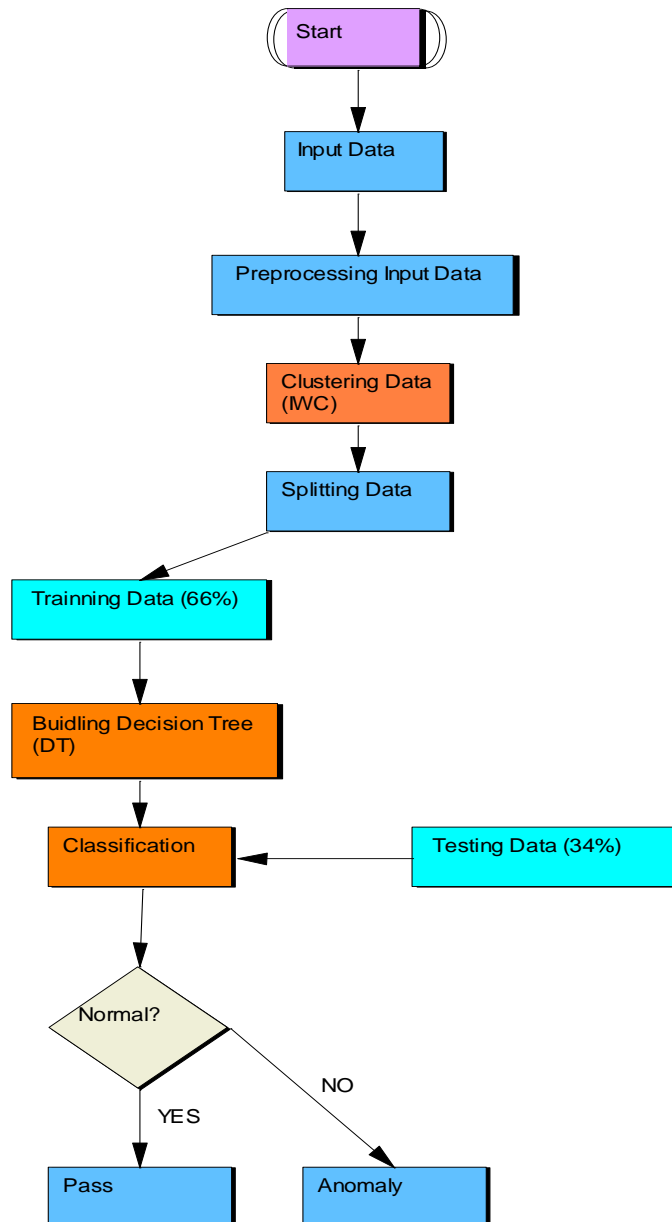 Start
Input Data
Preprocessing Input Data
Clustering Data
(IWC)
Splitting Data
Trainning Data (66%)
Buidling Decision Tree
(DT)
Classification
Testing Data (34%)
Normal?
NO
YES
Pass
Anomaly